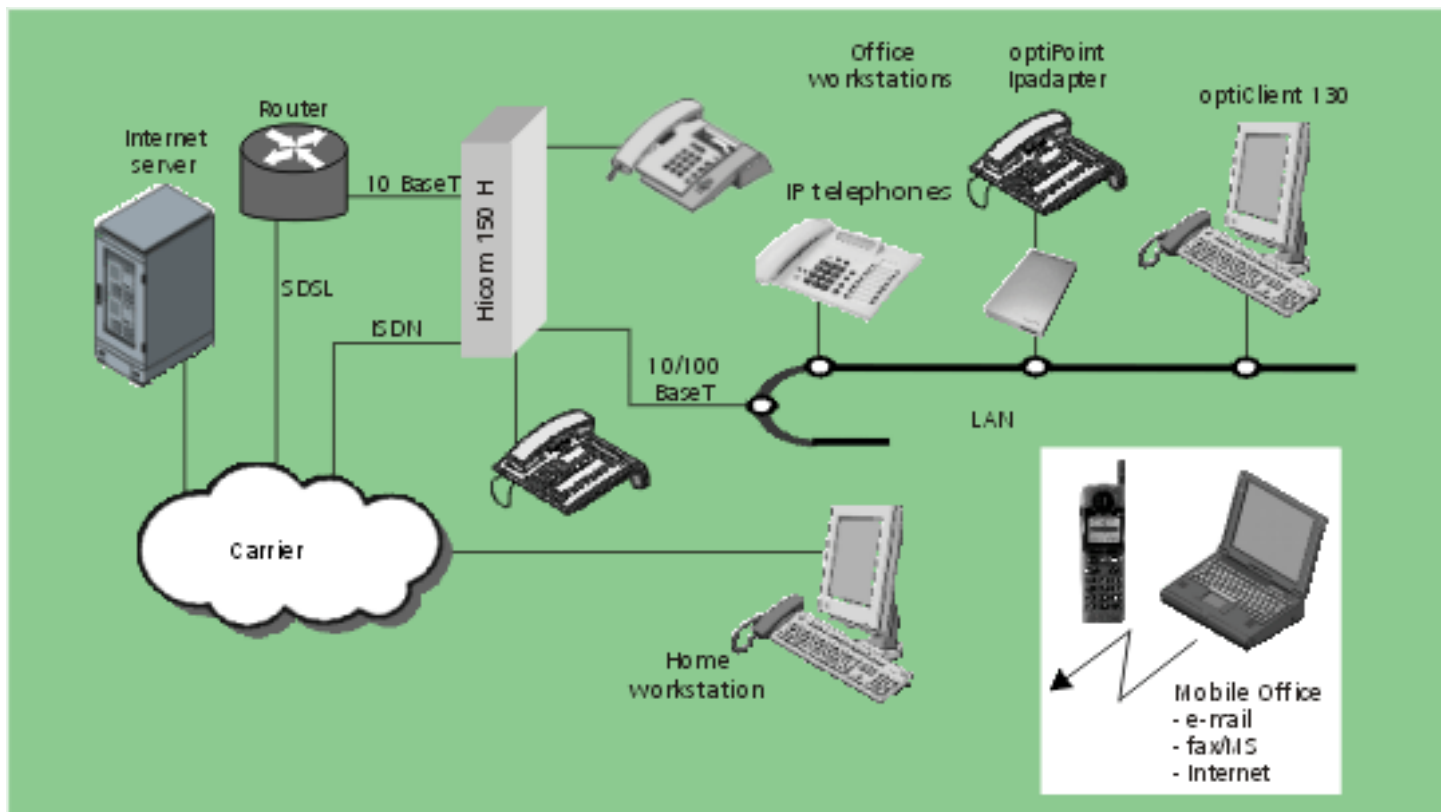 Office
workstations
optiPoint
Ipadapter
optiClient 130
Router
Internet
server
10 BaseT
Hicom 150 H
IP telephones
SDSL
ISDN
10/100
BaseT
LAN
Carrier
Home
workstation
Mobile Office
- e-mail
- fax/MS
- Internet